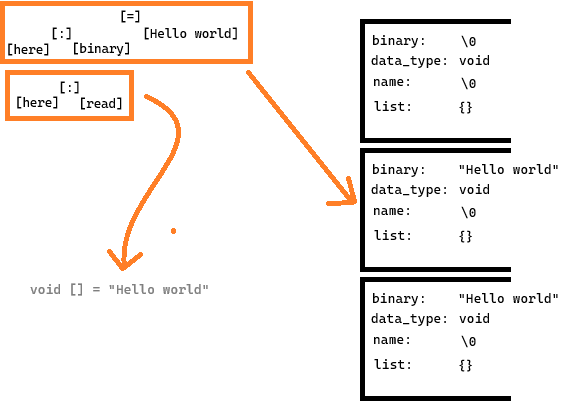 [=]
[:] [Hello world]
[here] [binary]
[:]
[here] [read]
void [] = "Hello world"
binary: \0
data_type: void
name: \0
list: {}
binary: "Hello world"
data_type: void
name: \0
list: {}
binary: "Hello world"
data_type: void
name: \0
list: {}